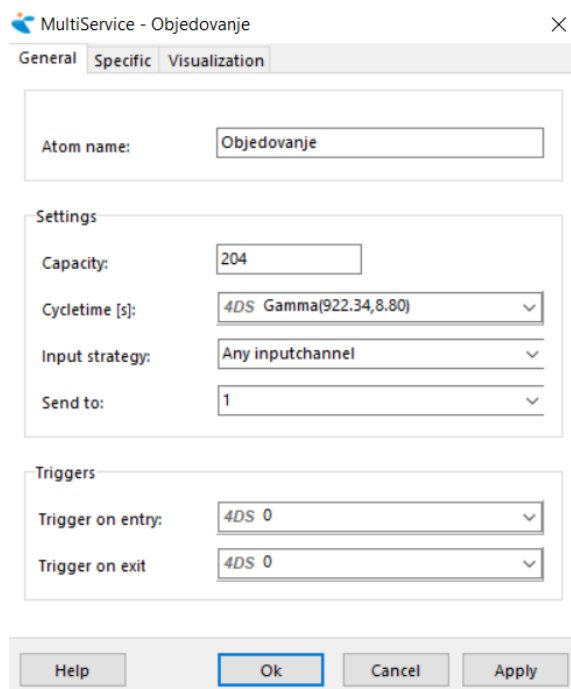 MultiService - Objedovanje
General Specific Visualization
Atom name: Objedovanje
Settings
Capacity: 204
Cycletime [s]: 4DS Gamma(922.34,8.80)
Input strategy: Any inputchannel
Send to: 1
Triggers
Trigger on entry: 4DS 0
Trigger on exit 4DS 0
Help Ok Cancel Apply